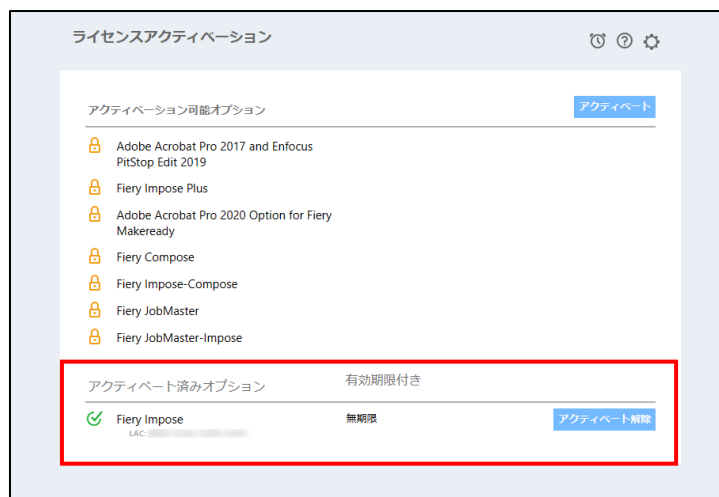 ライセンスアクティベーション
アクティベーション可能オプション
アクティベート
Adobe Acrobat Pro 2017 and Enfocus
PitStop Edit 2019
Fiery Impose Plus
Adobe Acrobat Pro 2020 Option for Fiery
Makeready
Fiery Compose
Fiery Impose-Compose
Fiery JobMaster
Fiery JobMaster-Impose
アクティベート済みオプション
有効期限付き
Fiery Impose
無期限
アクティベート解除
LAC: